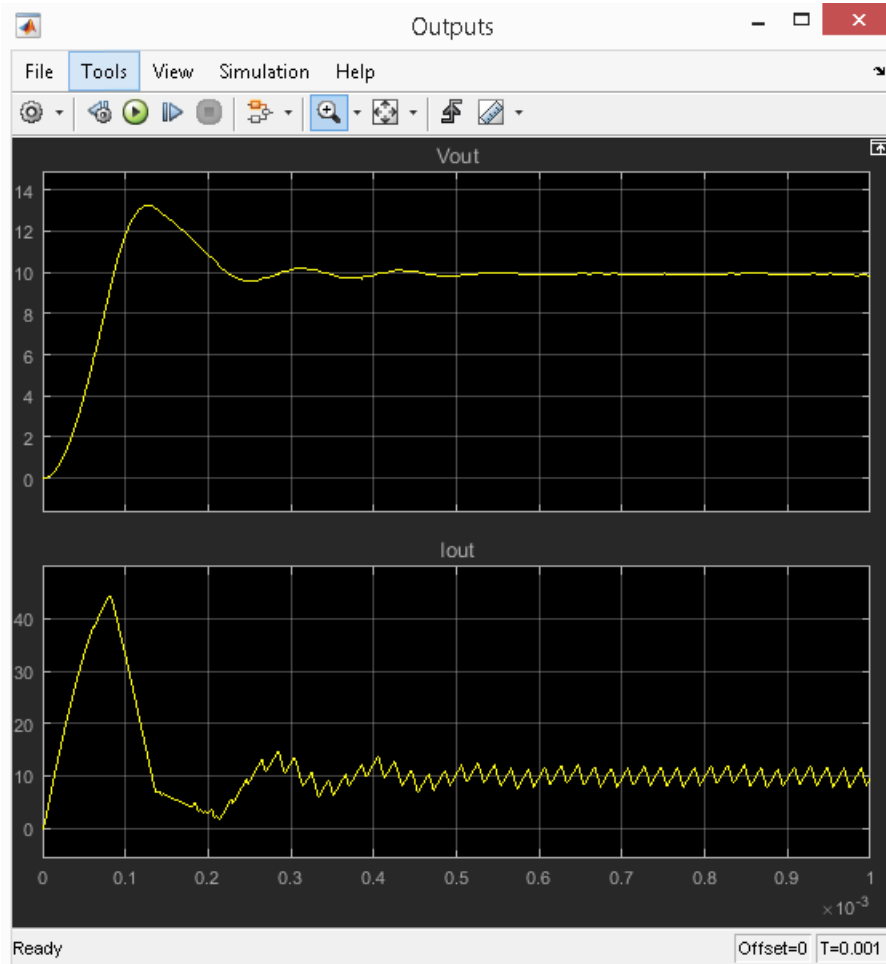 Outputs
File Tools View Simulation Help
Vout
14
12
10
8
6
4
2
0
Iout
40
30
20
10
0
0 0.1 0.2 0.3 0.4 0.5 0.6 0.7 0.8 0.9 1
×10⁻³
Ready Offset=0 T=0.001